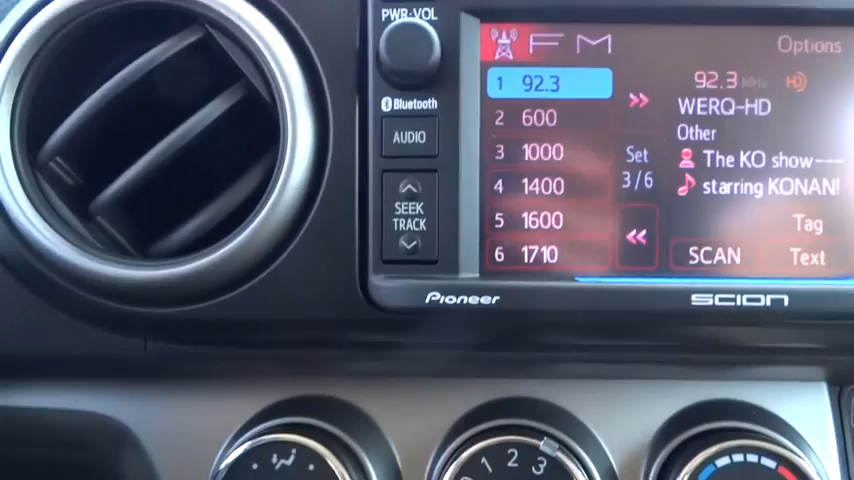 PWR·VOL
Bluetooth
AUDIO
SEEK
TRACK
FM
Options
1 92.3
2 600
3 1000
4 1400
5 1600
6 1710
Set
3/6
92.3 MHz HD
WERQ-HD
Other
The KO show----
starring KONAN!
Tag
SCAN
Text
Pioneer
SCION
1 2 3